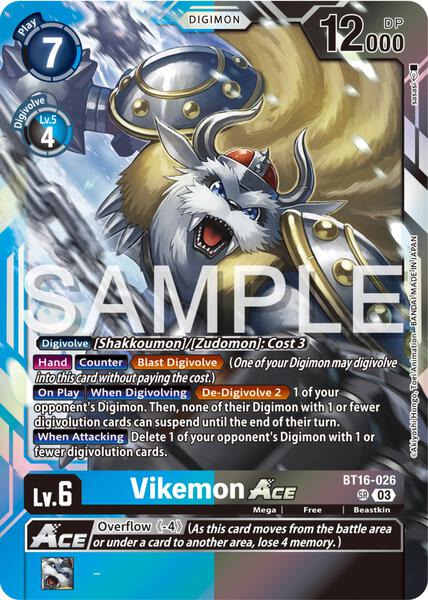 DIGIMON
Play
7
12000
DP
Digivolve
Lv.5
4
sasasi
SAMPLE
©Akiyoshi Hongo, Toei Animation・BANDAI MADE IN JAPAN
Digivolve [Shakkoumon]/[Zudomon]: Cost 3
Hand Counter Blast Digivolve (One of your Digimon may digivolve
into this card without paying the cost.)
On Play When Digivolving De-Digivolve 2 1 of your
opponent's Digimon. Then, none of their Digimon with 1 or fewer
digivolution cards can suspend until the end of their turn.
When Attacking Delete 1 of your opponent's Digimon with 1 or
fewer digivolution cards.
BT16-026
Lv.6
Vikemon ACE
SR 03
Mega | Free | Beastkin
ACE Overflow《-4》(As this card moves from the battle area
or under a card to another area, lose 4 memory.)
–